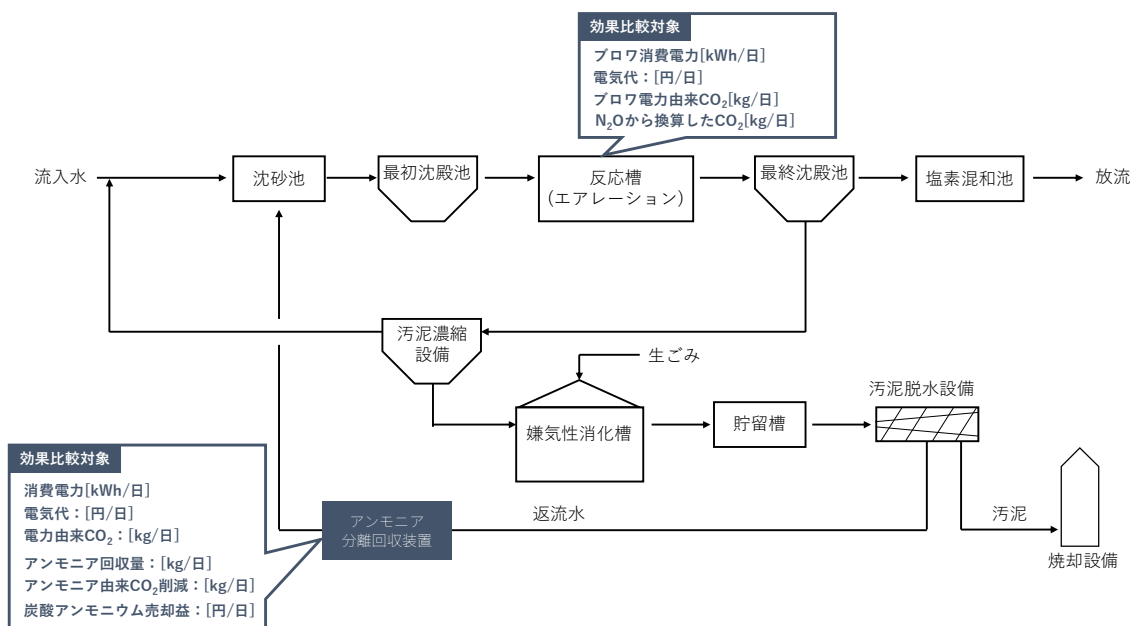 効果比較対象
ブロワ消費電力[kWh/日]
電気代：[円/日]
ブロワ電力由来CO₂[kg/日]
N₂Oから換算したCO₂[kg/日]
流入水
沈砂池
最初沈殿池
反応槽
(エアレーション)
最終沈殿池
塩素混和池
放流
汚泥濃縮
設備
生ごみ
嫌気性消化槽
貯留槽
汚泥脱水設備
効果比較対象
消費電力[kWh/日]
電気代：[円/日]
電力由来CO₂：[kg/日]
アンモニア回収量：[kg/日]
アンモニア由来CO₂削減：[kg/日]
炭酸アンモニウム売却益：[円/日]
アンモニア
分離回収装置
返流水
汚泥
焼却設備